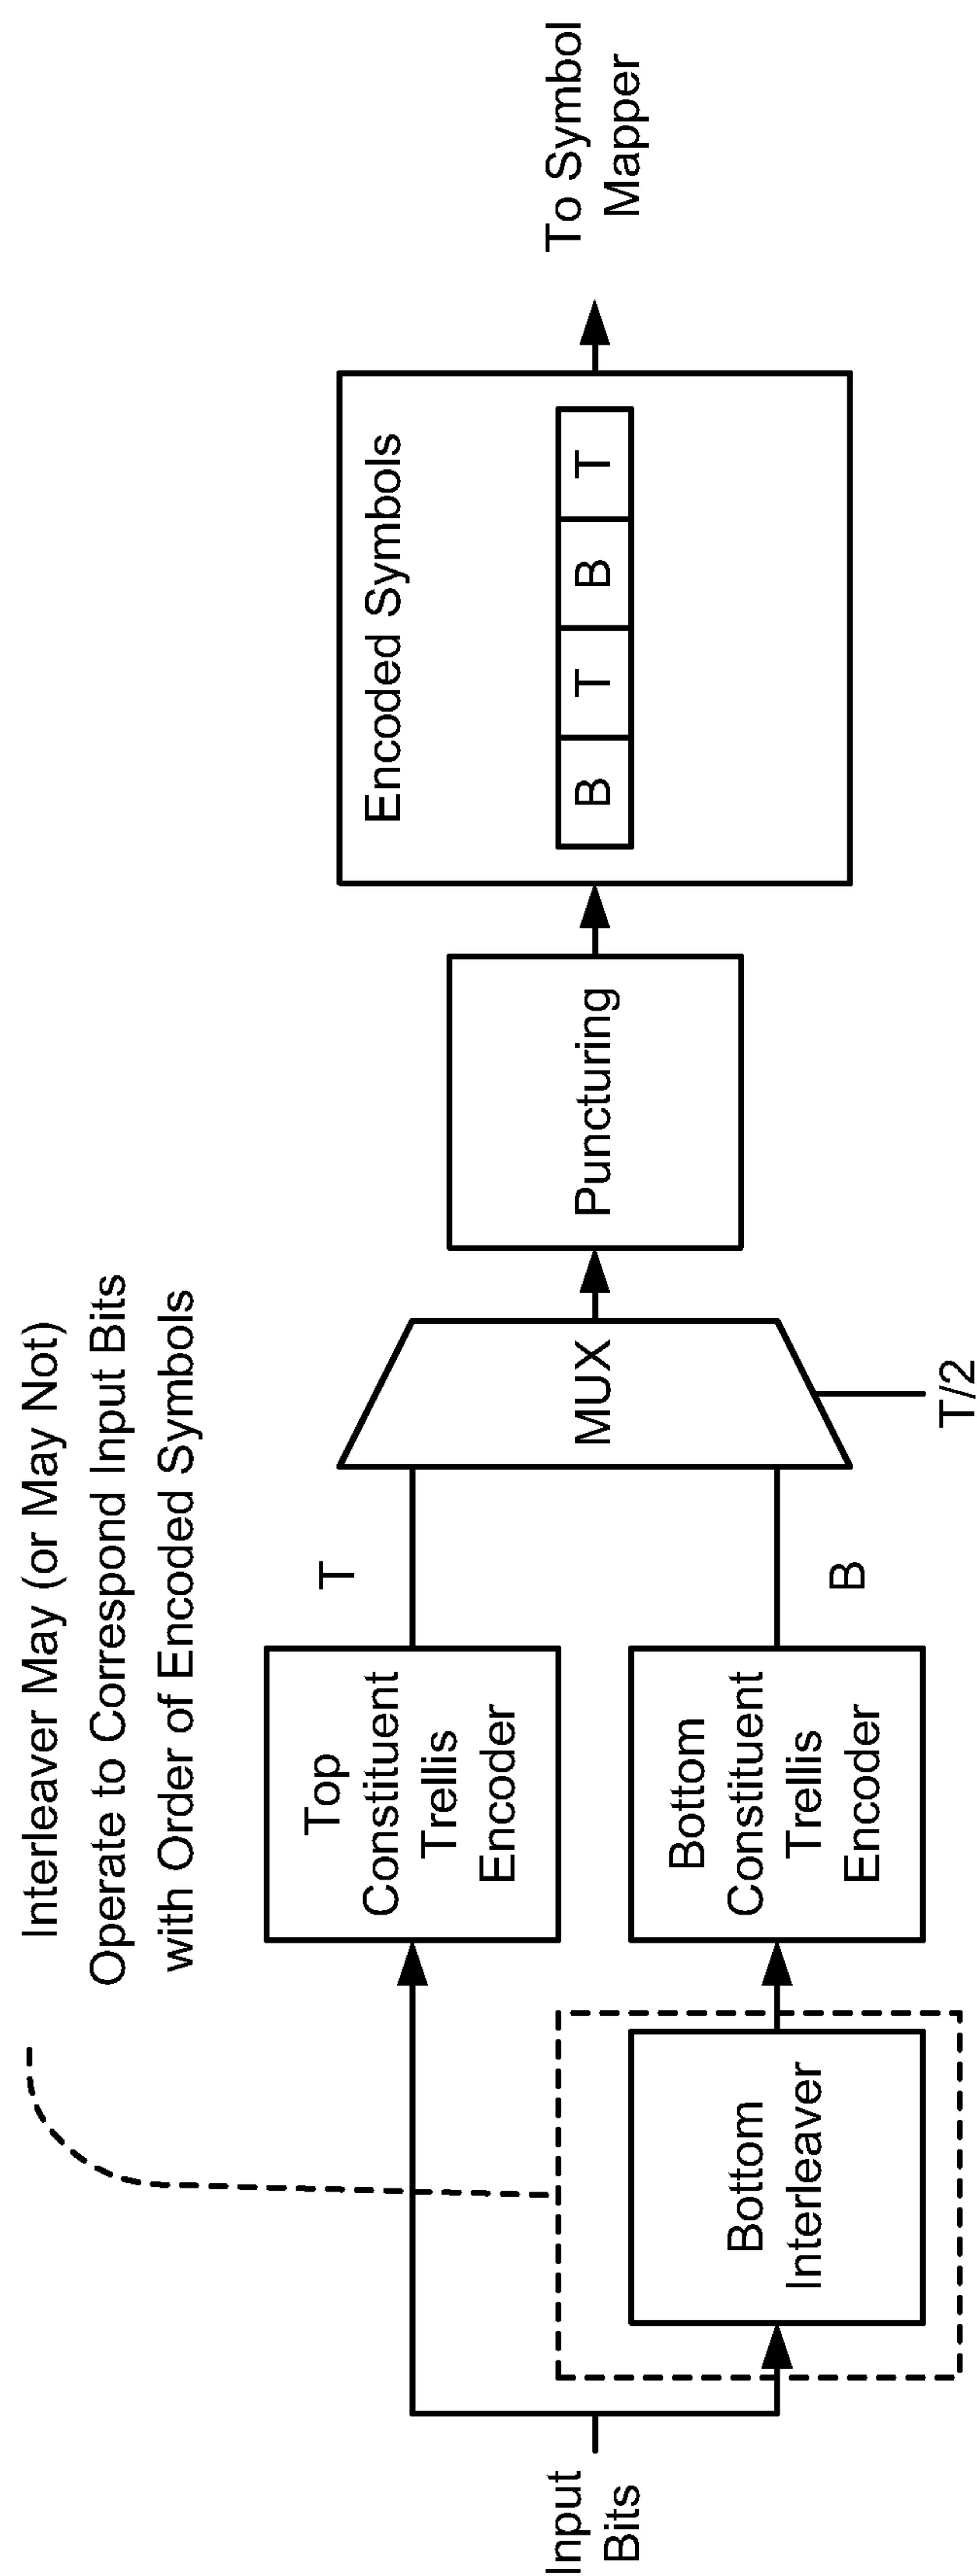 Interleaver May (or May Not)
Operate to Correspond Input Bits
with Order of Encoded Symbols
Input
Bits
Bottom
Interleaver
Top
Constituent
Trellis
Encoder
Bottom
Constituent
Trellis
Encoder
T
B
MUX
T/2
Puncturing
Encoded Symbols
B T B T
To Symbol
Mapper